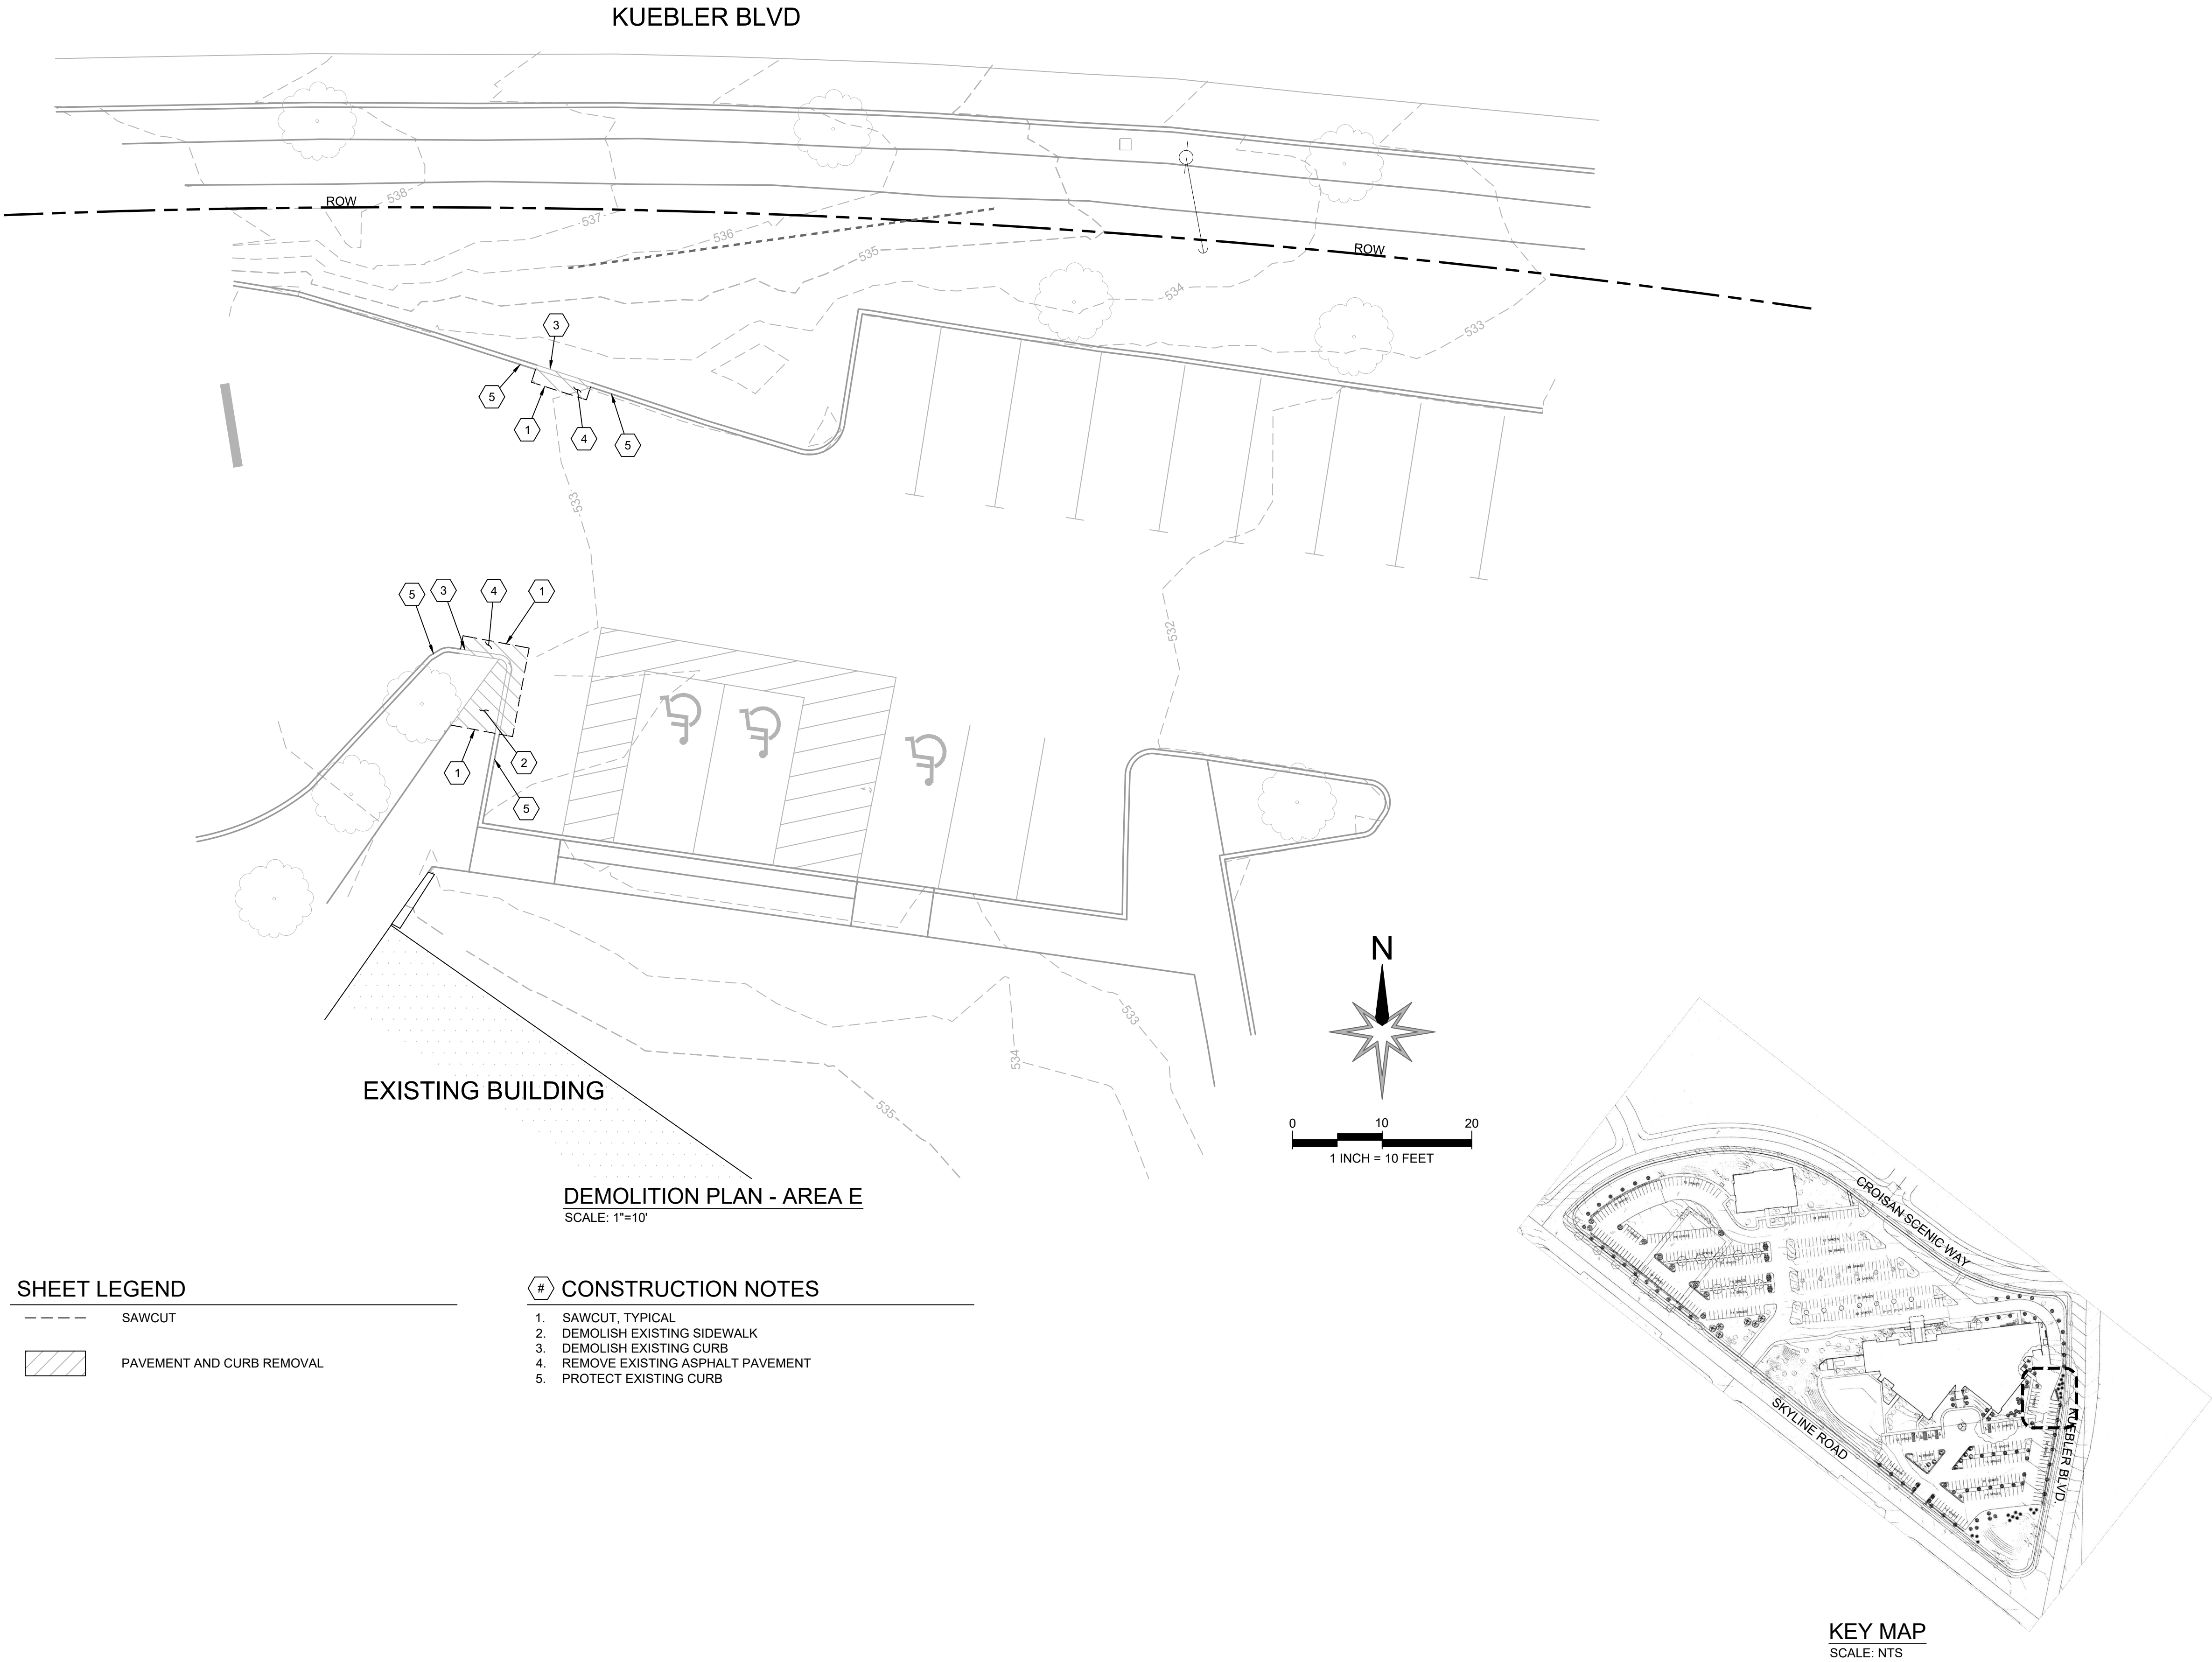 KUEBLER BLVD
538
ROW
537
536
535
534
ROW
533
3
5
1
4
5
533
5
3
4
1
532
1
2
5
N
533
534
535
EXISTING BUILDING
0 10 20
1 INCH = 10 FEET
DEMOLITION PLAN - AREA E
SCALE: 1"=10'
SHEET LEGEND
SAWCUT
PAVEMENT AND CURB REMOVAL
# CONSTRUCTION NOTES
1. SAWCUT, TYPICAL
2. DEMOLISH EXISTING SIDEWALK
3. DEMOLISH EXISTING CURB
4. REMOVE EXISTING ASPHALT PAVEMENT
5. PROTECT EXISTING CURB
CROISAN SCENIC WAY
SKYLINE ROAD
KUEBLER BLVD.
KEY MAP
SCALE: NTS